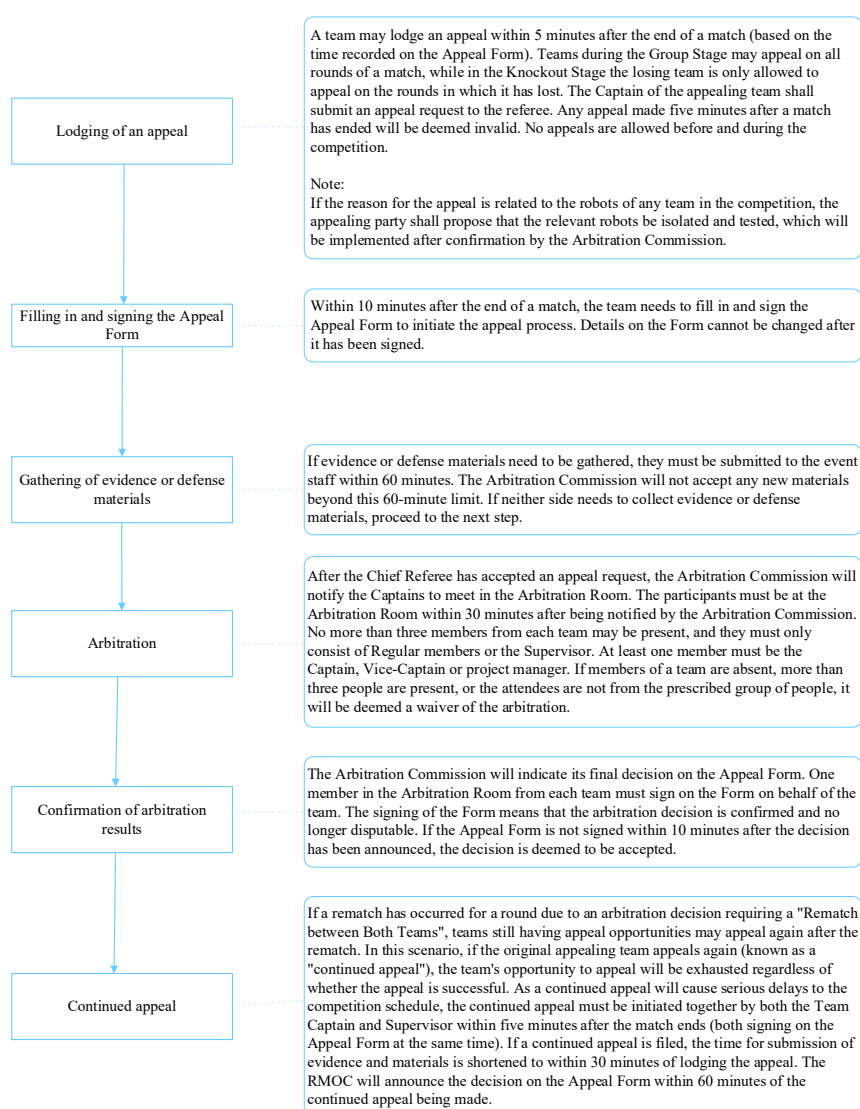 Lodging of an appeal
A team may lodge an appeal within 5 minutes after the end of a match (based on the
time recorded on the Appeal Form). Teams during the Group Stage may appeal on all
rounds of a match, while in the Knockout Stage the losing team is only allowed to
appeal on the rounds in which it has lost. The Captain of the appealing team shall
submit an appeal request to the referee. Any appeal made five minutes after a match
has ended will be deemed invalid. No appeals are allowed before and during the
competition.
Note:
If the reason for the appeal is related to the robots of any team in the competition, the
appealing party shall propose that the relevant robots be isolated and tested, which will
be implemented after confirmation by the Arbitration Commission.
Filling in and signing the Appeal
Form
Within 10 minutes after the end of a match, the team needs to fill in and sign the
Appeal Form to initiate the appeal process. Details on the Form cannot be changed after
it has been signed.
Gathering of evidence or defense
materials
If evidence or defense materials need to be gathered, they must be submitted to the event
staff within 60 minutes. The Arbitration Commission will not accept any new materials
beyond this 60-minute limit. If neither side needs to collect evidence or defense
materials, proceed to the next step.
Arbitration
After the Chief Referee has accepted an appeal request, the Arbitration Commission will
notify the Captains to meet in the Arbitration Room. The participants must be at the
Arbitration Room within 30 minutes after being notified by the Arbitration Commission.
No more than three members from each team may be present, and they must only
consist of Regular members or the Supervisor. At least one member must be the
Captain, Vice-Captain or project manager. If members of a team are absent, more than
three people are present, or the attendees are not from the prescribed group of people, it
will be deemed a waiver of the arbitration.
Confirmation of arbitration
results
The Arbitration Commission will indicate its final decision on the Appeal Form. One
member in the Arbitration Room from each team must sign on the Form on behalf of the
team. The signing of the Form means that the arbitration decision is confirmed and no
longer disputable. If the Appeal Form is not signed within 10 minutes after the decision
has been announced, the decision is deemed to be accepted.
Continued appeal
If a rematch has occurred for a round due to an arbitration decision requiring a "Rematch
between Both Teams", teams still having appeal opportunities may appeal again after the
rematch. In this scenario, if the original appealing team appeals again (known as a
"continued appeal"), the team's opportunity to appeal will be exhausted regardless of
whether the appeal is successful. As a continued appeal will cause serious delays to the
competition schedule, the continued appeal must be initiated together by both the Team
Captain and Supervisor within five minutes after the match ends (both signing on the
Appeal Form at the same time). If a continued appeal is filed, the time for submission of
evidence and materials is shortened to within 30 minutes of lodging the appeal. The
RMOC will announce the decision on the Appeal Form within 60 minutes of the
continued appeal being made.